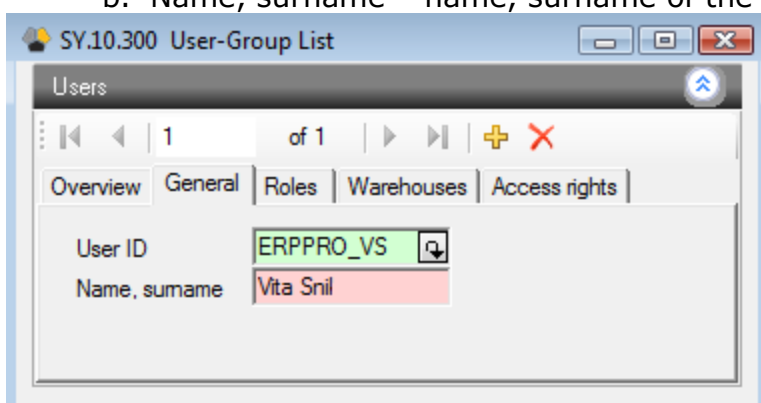 b. Name, surname – name, surname of the
SY.10.300 User-Group List
Users
1 of 1
Overview General Roles Warehouses Access rights
User ID ERPPRO_VS
Name, surname Vita Snil